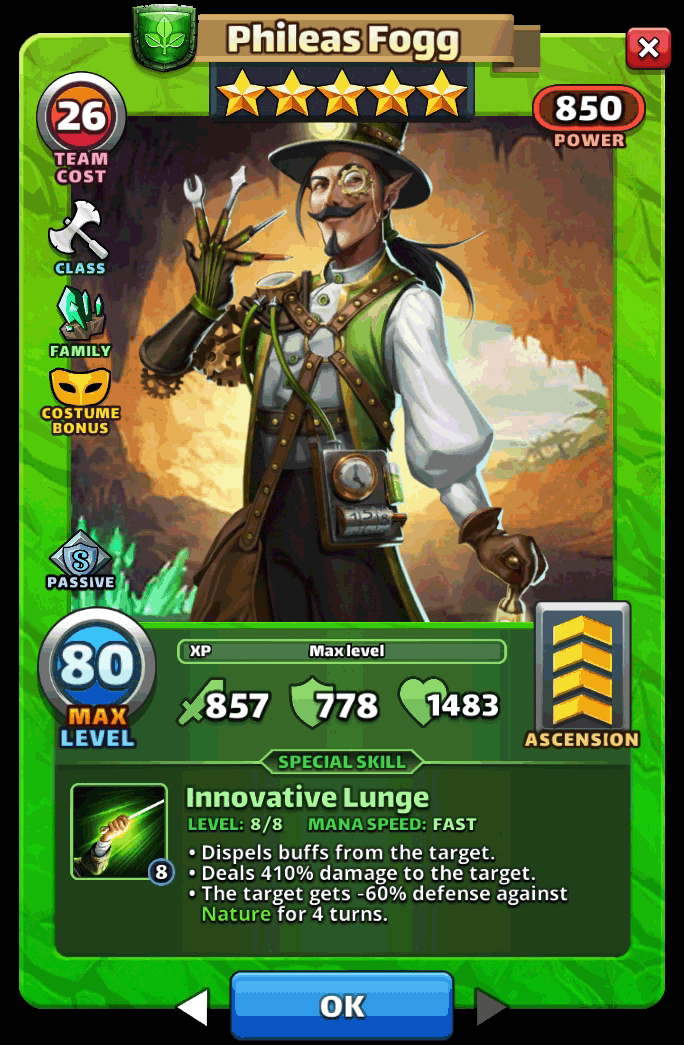 Phileas Fogg
26
TEAM
COST
850
POWER
CLASS
FAMILY
COSTUME
BONUS
S
PASSIVE
80
MAX
LEVEL
XP Max level
857 778 1483
ASCENSION
SPECIAL SKILL
Innovative Lunge
LEVEL: 8/8 MANA SPEED: FAST
8
• Dispels buffs from the target.
• Deals 410% damage to the target.
• The target gets -60% defense against
Nature for 4 turns.
OK